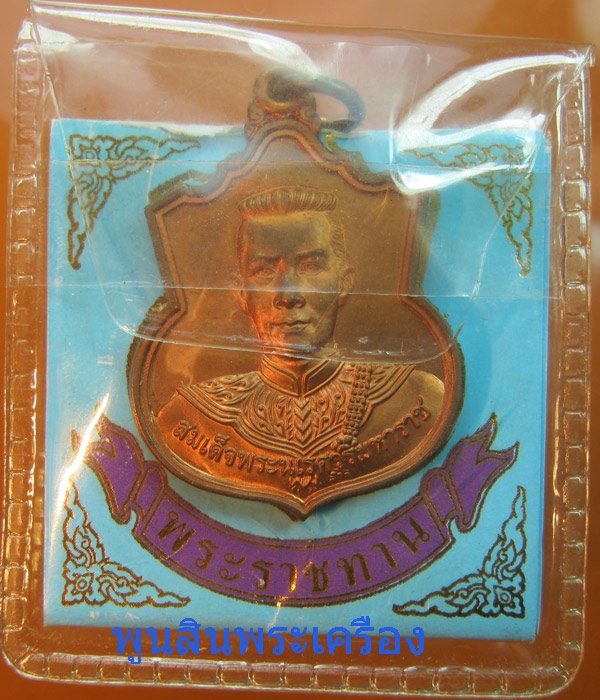 สมเด็จพระนเรศวรมหาราช
พระราชทาน
พูนสินพระเครื่อง